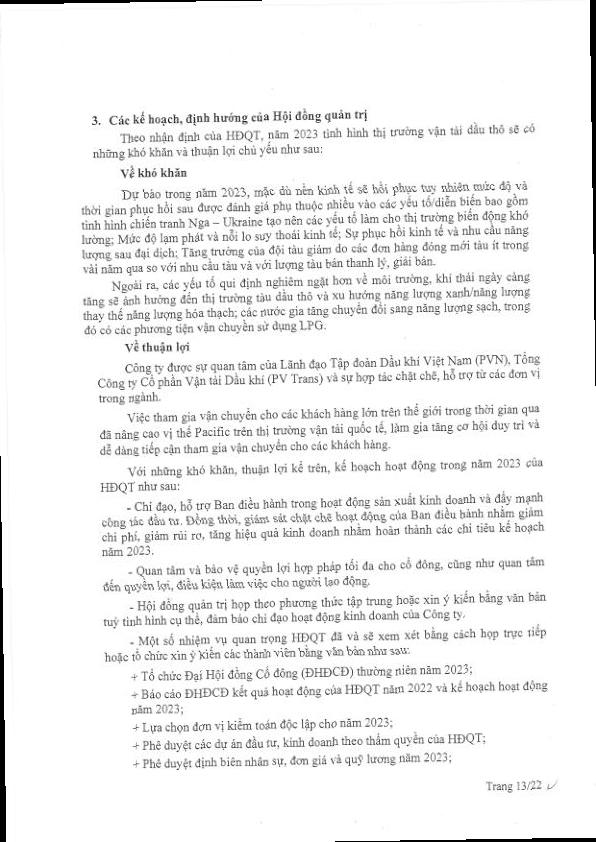 3. Các kế hoạch, định hướng của Hội đồng quản trị
Theo nhận định của HĐQT, năm 2023 tình hình thị trường vận tải dầu thô sẽ có
những khó khăn và thuận lợi chủ yếu như sau:
Về khó khăn
Dự báo trong năm 2023, mặc dù nền kinh tế sẽ hồi phục tuy nhiên mức độ và
thời gian phục hồi sau được đánh giá phụ thuộc nhiều vào các yếu tố/diễn biến bao gồm
tình hình chiến tranh Nga – Ukraine tạo nên các yếu tố làm cho thị trường biến động khó
lường; Mức độ lạm phát và nỗi lo suy thoái kinh tế; Sự phục hồi kinh tế và nhu cầu năng
lượng sau đại dịch; Tăng trưởng của đội tàu giảm do các đơn hàng đóng mới tàu ít trong
vài năm qua so với nhu cầu tàu và với lượng tàu bán thanh lý, giải bản.
Ngoài ra, các yếu tố qui định nghiêm ngặt hơn về môi trường, khí thải ngày càng
tăng sẽ ảnh hưởng đến thị trường tàu dầu thô và xu hướng năng lượng xanh/năng lượng
thay thế năng lượng hóa thạch; các nước gia tăng chuyển đổi sang năng lượng sạch, trong
đó có các phương tiện vận chuyển sử dụng LPG.
Về thuận lợi
Công ty được sự quan tâm của Lãnh đạo Tập đoàn Dầu khí Việt Nam (PVN), Tổng
Công ty Cổ phần Vận tải Dầu khí (PV Trans) và sự hợp tác chặt chẽ, hỗ trợ từ các đơn vị
trong ngành.
Việc tham gia vận chuyển cho các khách hàng lớn trên thế giới trong thời gian qua
đã nâng cao vị thế Pacific trên thị trường vận tải quốc tế, làm gia tăng cơ hội duy trì và
dễ dàng tiếp cận tham gia vận chuyển cho các khách hàng.
Với những khó khăn, thuận lợi kể trên, kế hoạch hoạt động trong năm 2023 của
HĐQT như sau:
- Chỉ đạo, hỗ trợ Ban điều hành trong hoạt động sản xuất kinh doanh và đẩy mạnh
công tác đầu tư. Đồng thời, giám sát chặt chẽ hoạt động của Ban điều hành nhằm giảm
chi phí, giảm rủi ro, tăng hiệu quả kinh doanh nhằm hoàn thành các chỉ tiêu kế hoạch
năm 2023.
- Quan tâm và bảo vệ quyền lợi hợp pháp tối đa cho cổ đông, cũng như quan tâm
đến quyền lợi, điều kiện làm việc cho người lao động.
- Hội đồng quản trị họp theo phương thức tập trung hoặc xin ý kiến bằng văn bản
tuỳ tình hình cụ thể, đảm bảo chỉ đạo hoạt động kinh doanh của Công ty.
- Một số nhiệm vụ quan trọng HĐQT đã và sẽ xem xét bằng cách họp trực tiếp
hoặc tổ chức xin ý kiến các thành viên bằng văn bản như sau:
+ Tổ chức Đại Hội đồng Cổ đông (ĐHĐCĐ) thường niên năm 2023;
+ Báo cáo ĐHĐCĐ kết quả hoạt động của HĐQT năm 2022 và kế hoạch hoạt động
năm 2023;
+ Lựa chọn đơn vị kiểm toán độc lập cho năm 2023;
+ Phê duyệt các dự án đầu tư, kinh doanh theo thẩm quyền của HĐQT;
+ Phê duyệt định biên nhân sự, đơn giá và quỹ lương năm 2023;
Trang 13/22